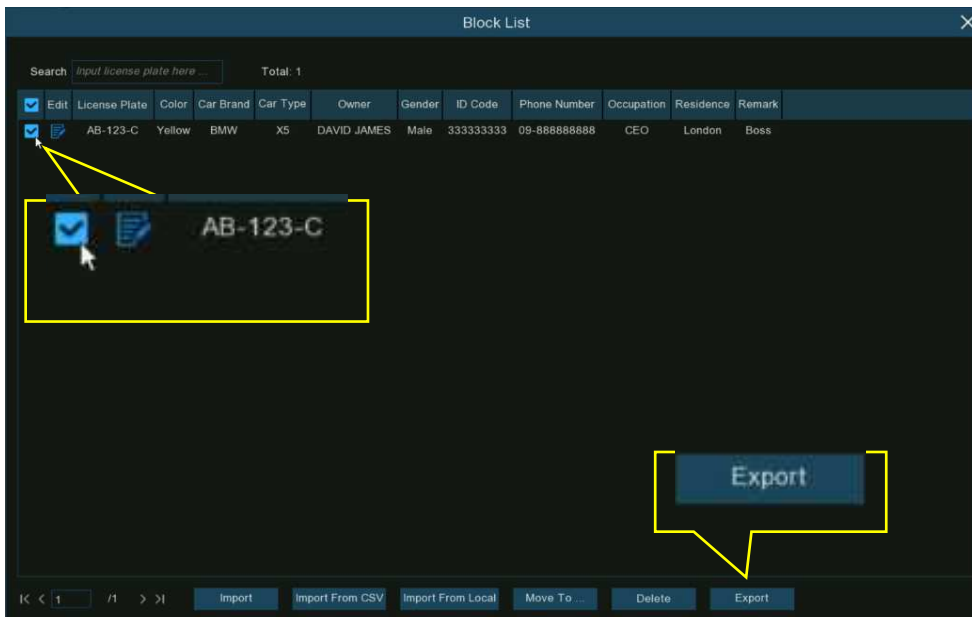 Block List
Search Input license plate here ... Total: 1
Edit License Plate Color Car Brand Car Type Owner Gender ID Code Phone Number Occupation Residence Remark
AB-123-C Yellow BMW X5 DAVID JAMES Male 333333333 09-888888888 CEO London Boss
AB-123-C
Export
1 /1 Import Import From CSV Import From Local Move To ... Delete Export